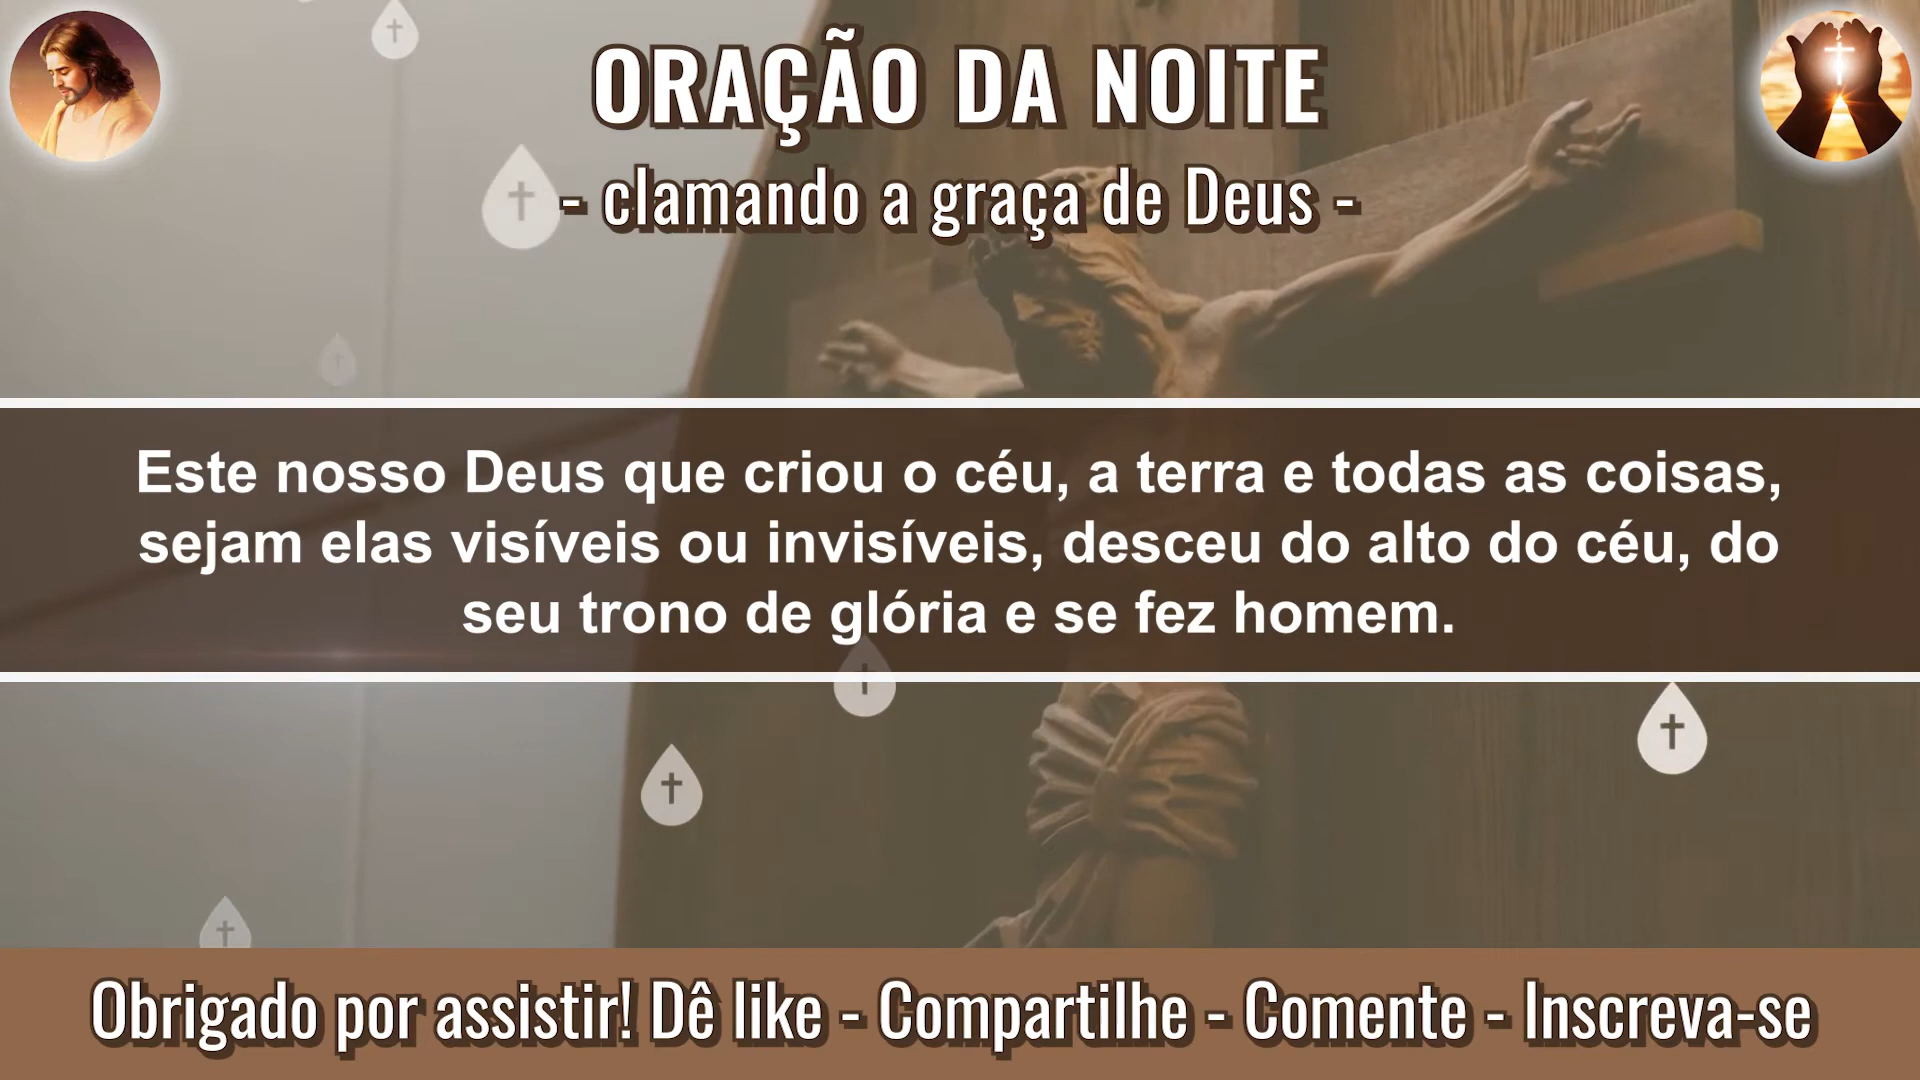 ORAÇÃO DA NOITE
- clamando a graça de Deus -
Este nosso Deus que criou o céu, a terra e todas as coisas,
sejam elas visíveis ou invisíveis, desceu do alto do céu, do
seu trono de glória e se fez homem.
Obrigado por assistir! Dê like - Compartilhe - Comente - Inscreva-se